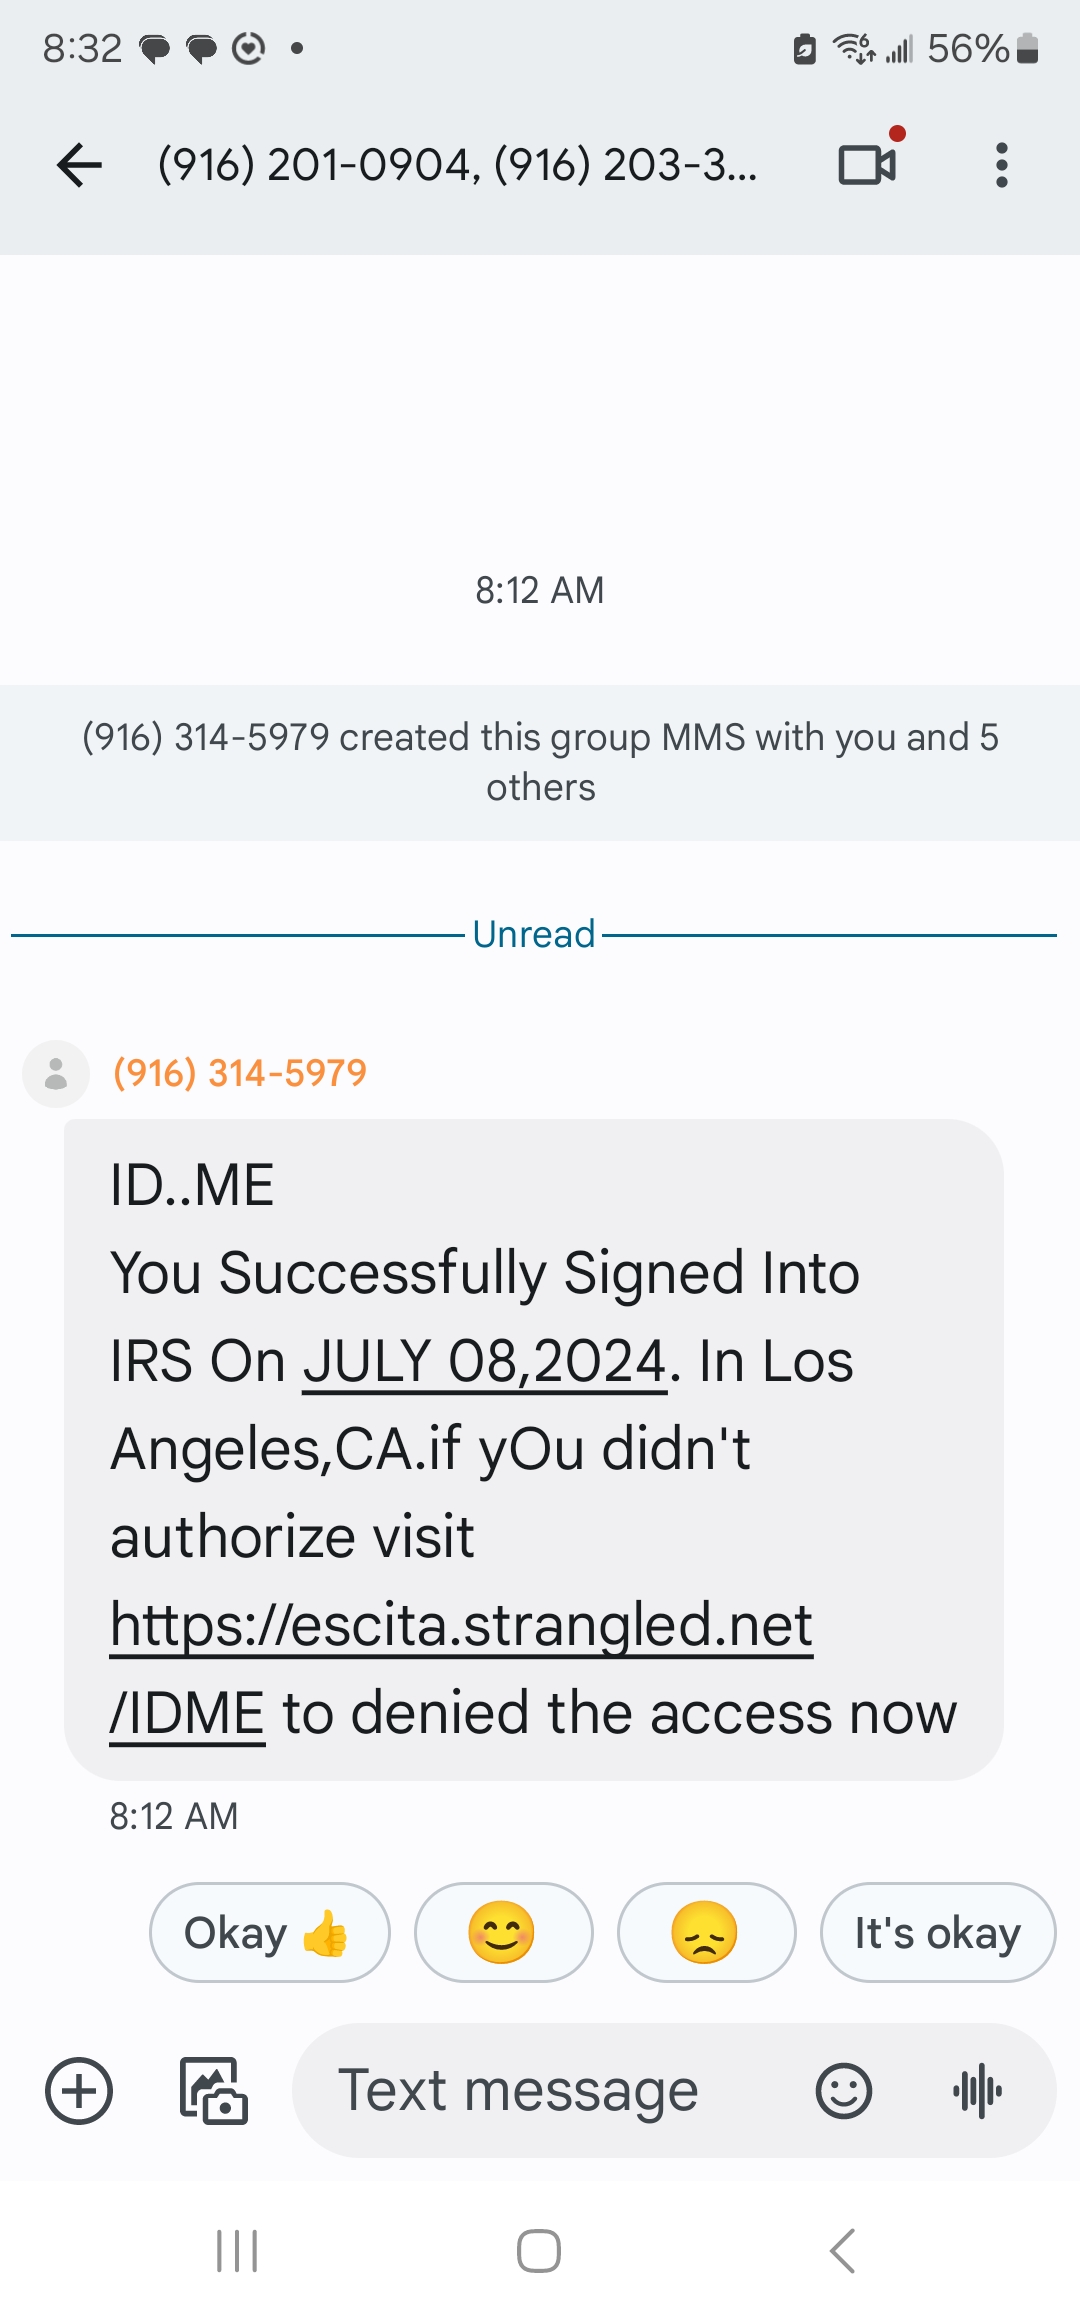 8:32
56%
(916) 201-0904, (916) 203-3...
8:12 AM
(916) 314-5979 created this group MMS with you and 5
others
Unread
(916) 314-5979
ID..ME
You Successfully Signed Into
IRS On JULY 08,2024. In Los
Angeles,CA.if yOu didn't
authorize visit
https://escita.strangled.net
/IDME to denied the access now
8:12 AM
Okay 👍 😊 😞 It's okay
Text message